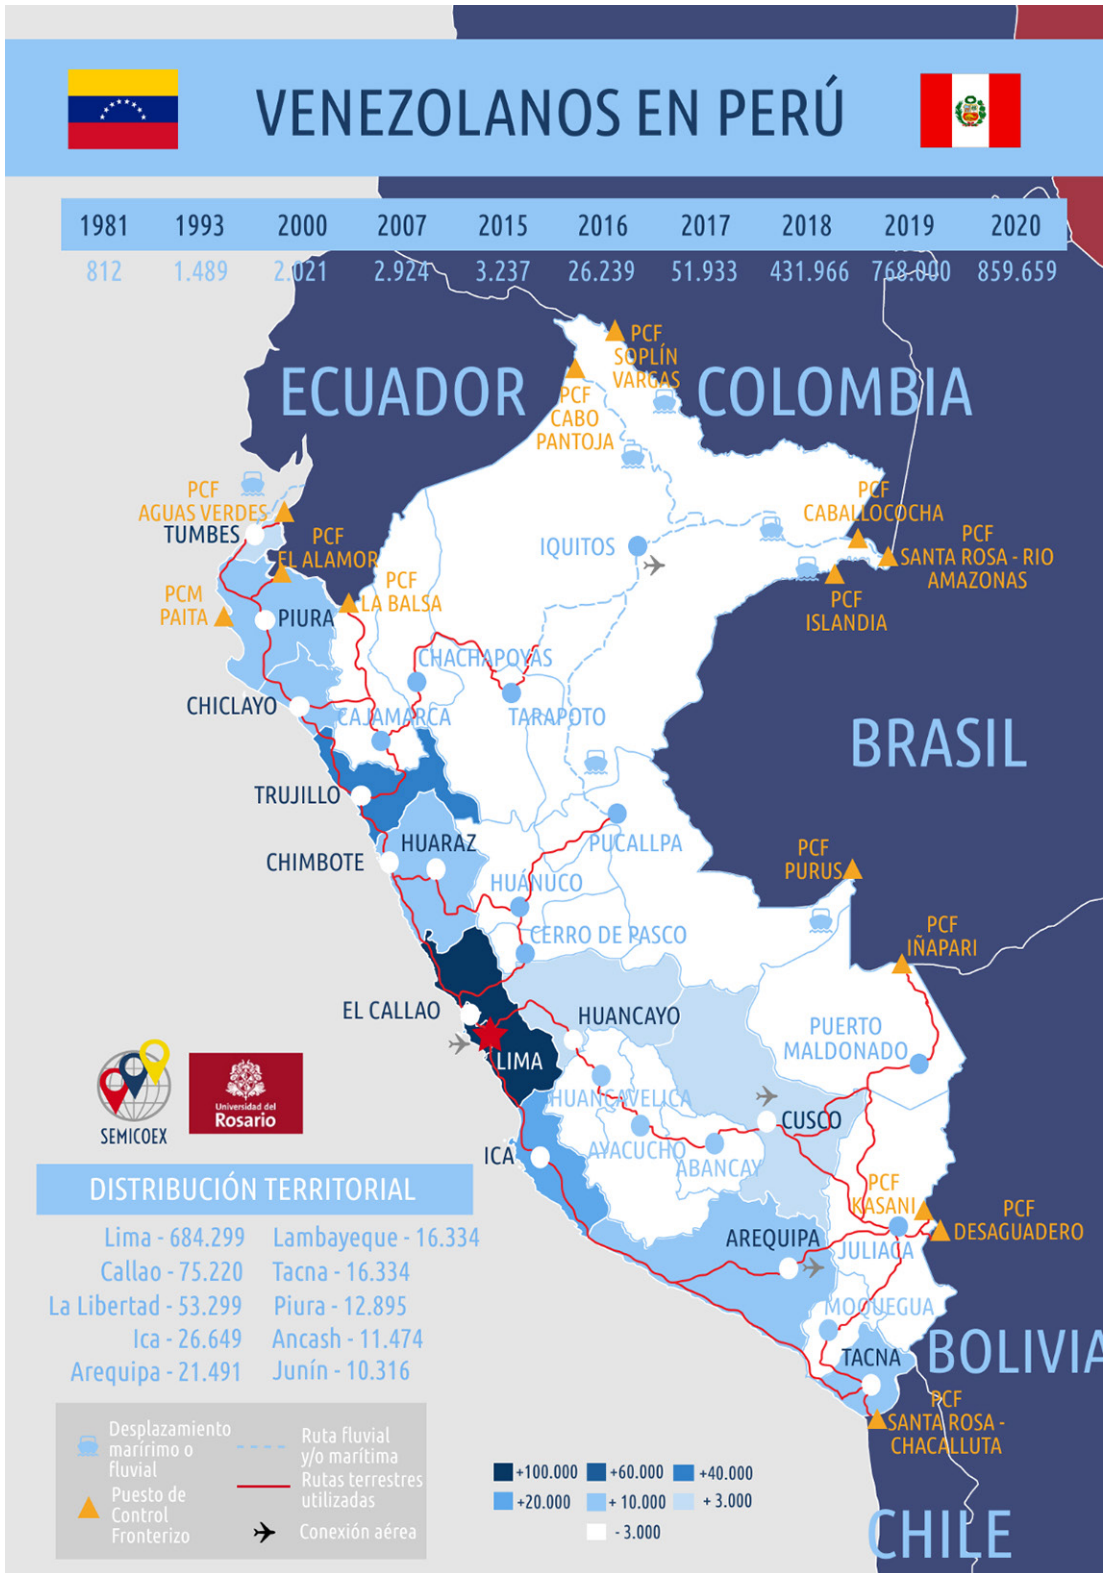 VENEZOLANOS EN PERÚ
1981 1993 2000 2007 2015 2016 2017 2018 2019 2020
812 1.489 2.021 2.924 3.237 26.239 51.933 431.966 768.000 859.659
PCF
SOPLÍN
VARGAS
ECUADOR
COLOMBIA
PCF
CABO
PANTOJA
PCF
AGUAS VERDES
TUMBES
PCF
EL ALAMOR
PCF
CABALLOCOCHA
PCF
SANTA ROSA - RIO
AMAZONAS
IQUITOS
PCM
PAITA
PCF
LA BALSA
PCF
ISLANDIA
PIURA
CHACHAPOYAS
CHICLAYO
CAJAMARCA
TARAPOTO
BRASIL
TRUJILLO
HUARAZ
PUCALLPA
CHIMBOTE
PCF
PURUS
HUÁNUCO
CERRO DE PASCO
PCF
IÑAPARI
EL CALLAO
HUANCAYO
PUERTO
MALDONADO
LIMA
HUANCAVELICA
CUSCO
AYACUCHO
ABANCAY
ICA
PCF
KASANI
PCF
DESAGUADERO
AREQUIPA
JULIACA
MOQUEGUA
TACNA
BOLIVIA
PCF
SANTA ROSA -
CHACALLUTA
CHILE
SEMICOEX
Universidad del
Rosario
DISTRIBUCIÓN TERRITORIAL
Lima - 684.299 Lambayeque - 16.334
Callao - 75.220 Tacna - 16.334
La Libertad - 53.299 Piura - 12.895
Ica - 26.649 Ancash - 11.474
Arequipa - 21.491 Junín - 10.316
Desplazamiento
marírimo o
fluvial
Ruta fluvial
y/o marítima
Rutas terrestres
utilizadas
Puesto de
Control
Fronterizo
Conexión aérea
+100.000 +60.000 +40.000
+20.000 + 10.000 + 3.000
- 3.000